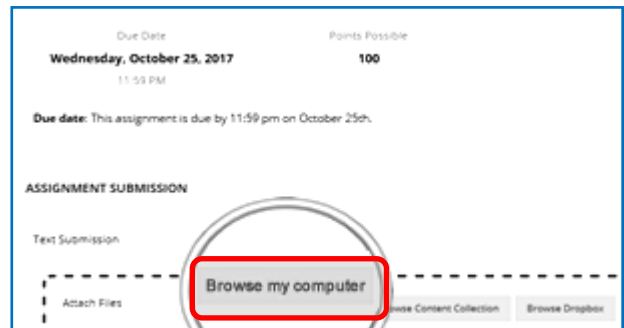 Due Date Points Possible
Wednesday, October 25, 2017 100
11:59 PM
Due date: This assignment is due by 11:59 pm on October 25th.
ASSIGNMENT SUBMISSION
Text Submission
Attach Files Browse my computer Content Collection Browse Dropbox